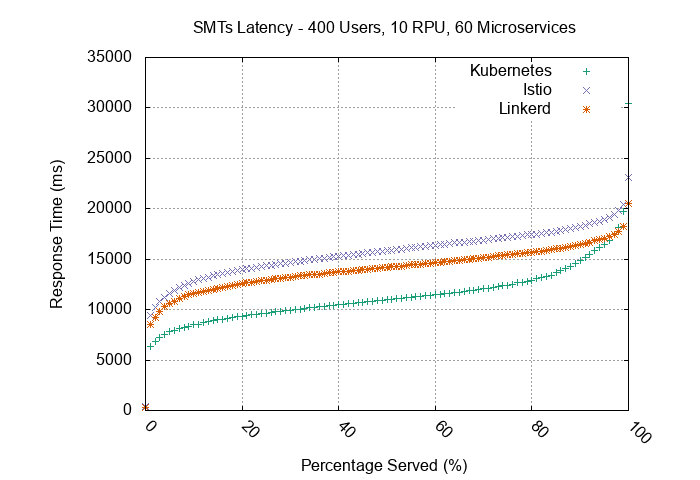 SMTs Latency - 400 Users, 10 RPU, 60 Microservices
35000
30000
25000
20000
15000
10000
5000
0
Response Time (ms)
Kubernetes
Istio
Linkerd
0
20
40
60
80
100
Percentage Served (%)